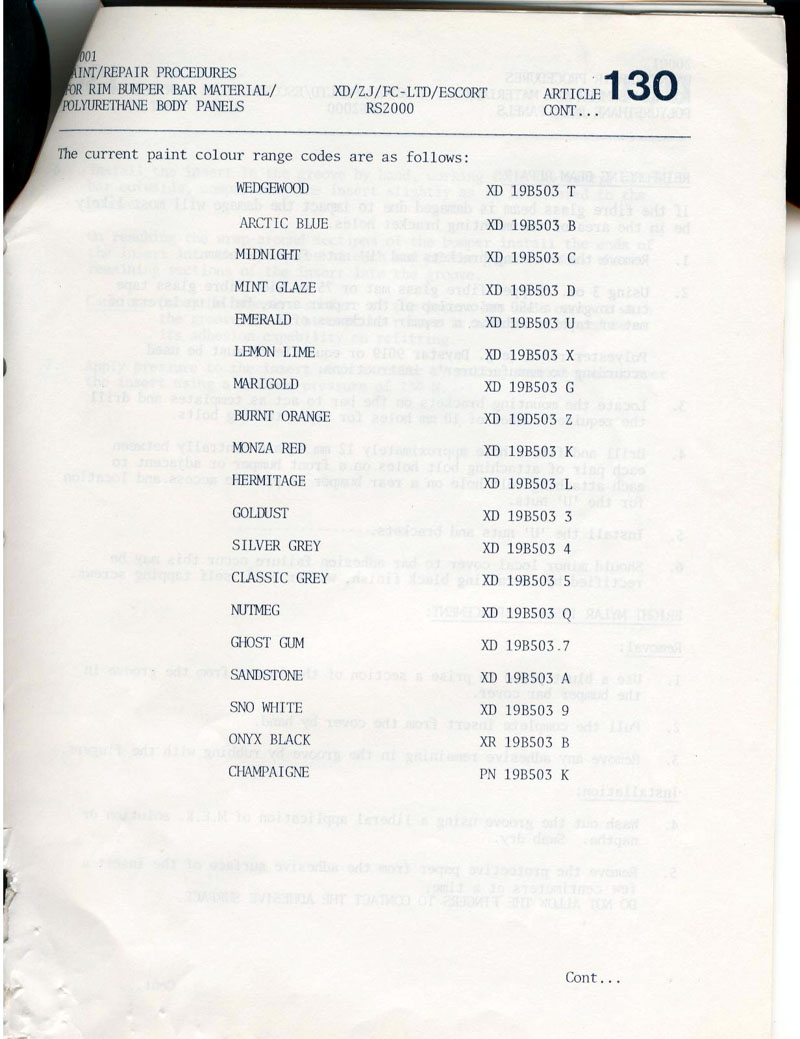 001
AINT/REPAIR PROCEDURES
FOR RIM BUMPER BAR MATERIAL/ XD/ZJ/FC-LTD/ESCORT ARTICLE 130
POLYURETHANE BODY PANELS RS2000 CONT...
The current paint colour range codes are as follows:
WEDGEWOOD XD 19B503 T
ARCTIC BLUE XD 19B503 B
MIDNIGHT XD 19B503 C
MINT GLAZE XD 19B503 D
EMERALD XD 19B503 U
LEMON LIME XD 19B503 X
MARIGOLD XD 19B503 G
BURNT ORANGE XD 19D503 Z
MONZA RED XD 19B503 K
HERMITAGE XD 19B503 L
GOLDUST XD 19B503 3
SILVER GREY XD 19B503 4
CLASSIC GREY XD 19B503 5
NUTMEG XD 19B503 Q
GHOST GUM XD 19B503.7
SANDSTONE XD 19B503 A
SNO WHITE XD 19B503 9
ONYX BLACK XR 19B503 B
CHAMPAIGNE PN 19B503 K
Cont...